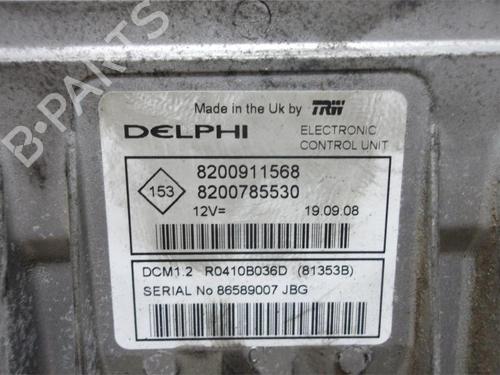 B-PARTS
Made in the Uk by TRW
DELPHI ELECTRONIC
CONTROL UNIT
8200911568
153 8200785530
12V= 19.09.08
DCM1.2 R0410B036D (81353B)
SERIAL No 86589007 JBG